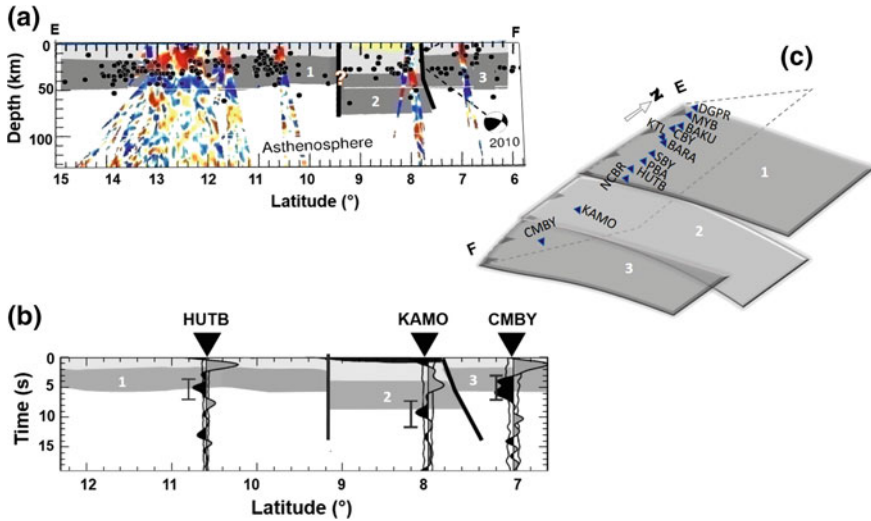 (a)
E
F
0
50
100
Depth (km)
1
2
3
?
Asthenosphere
2010
15 14 13 12 11 10 9 8 7 6
Latitude (°)
(b)
HUTB KAMO CMBY
0
5
10
15
Time (s)
1
2
3
12 11 10 9 8 7
Latitude (°)
(c)
N
E
DGPR
MYB
BAKU
CBY
KTL
BARA
SBY
PBA
HUTB
NCBR
KAMO
CMBY
F
1
2
3